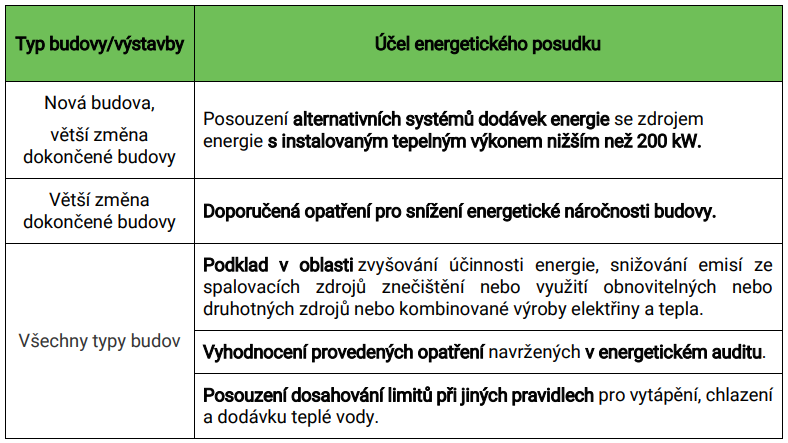 Typ budovy/výstavby
Účel energetického posudku
Nová budova,
větší změna
dokončené budovy
Posouzení alternativních systémů dodávek energie se zdrojem
energie s instalovaným tepelným výkonem nižším než 200 kW.
Větší změna
dokončené budovy
Doporučená opatření pro snížení energetické náročnosti budovy.
Všechny typy budov
Podklad v oblasti zvyšování účinnosti energie, snižování emisí ze
spalovacích zdrojů znečištění nebo využití obnovitelných nebo
druhotných zdrojů nebo kombinované výroby elektřiny a tepla.
Vyhodnocení provedených opatření navržených v energetickém auditu.
Posouzení dosahování limitů při jiných pravidlech pro vytápění, chlazení
a dodávku teplé vody.